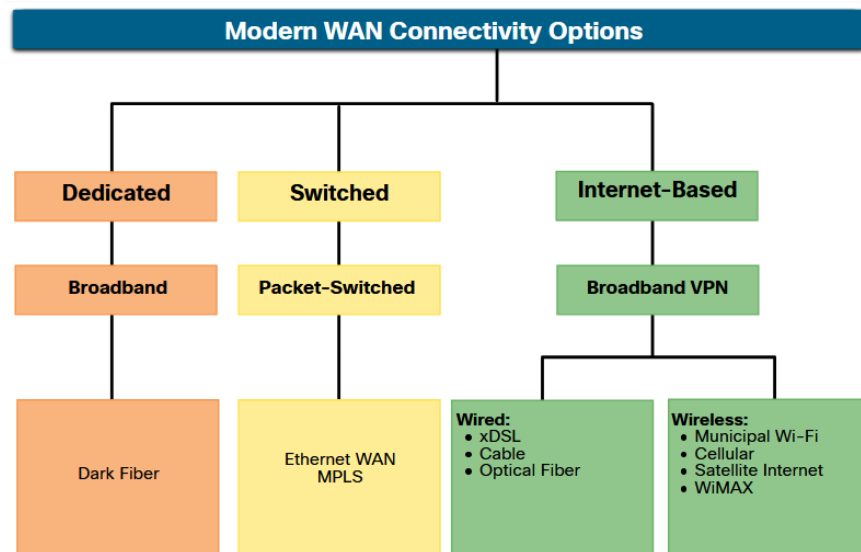 Modern WAN Connectivity Options
Dedicated
Switched
Internet-Based
Broadband
Packet-Switched
Broadband VPN
Dark Fiber
Ethernet WAN
MPLS
Wired:
• xDSL
• Cable
• Optical Fiber
Wireless:
• Municipal Wi-Fi
• Cellular
• Satellite Internet
• WiMAX